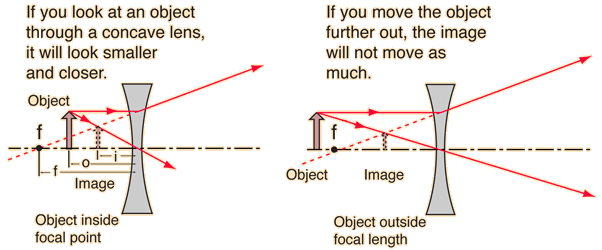 If you look at an object
through a concave lens,
it will look smaller
and closer.
Object
f
i
o
f
Image
Object inside
focal point
If you move the object
further out, the image
will not move as
much.
f
Object
Image
Object outside
focal length